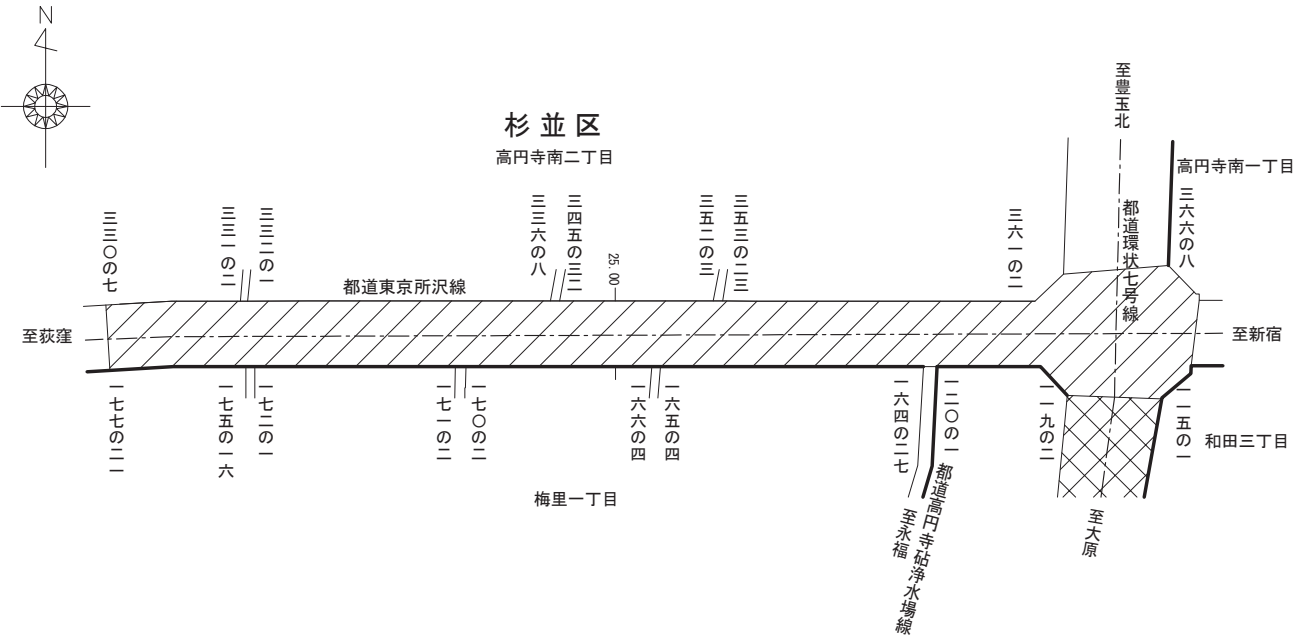 N
杉並区
高円寺南二丁目
至豊玉北
高円寺南一丁目
三三〇の七
三三一の二
三三二の一
都道東京所沢線
三三六の八
三四五の三二
25.00
三五二の三
三五三の二三
三六一の二
都道環状七号線
三六六の八
至荻窪
至新宿
一七七の二一
一七五の一六
一七二の一
一七一の二
一七〇の二
一六六の四
一六五の四
一六四の二七
一二〇の一
一一九の二
一一五の一
和田三丁目
梅里一丁目
都道高円寺砧浄水場線
至永福
至大原